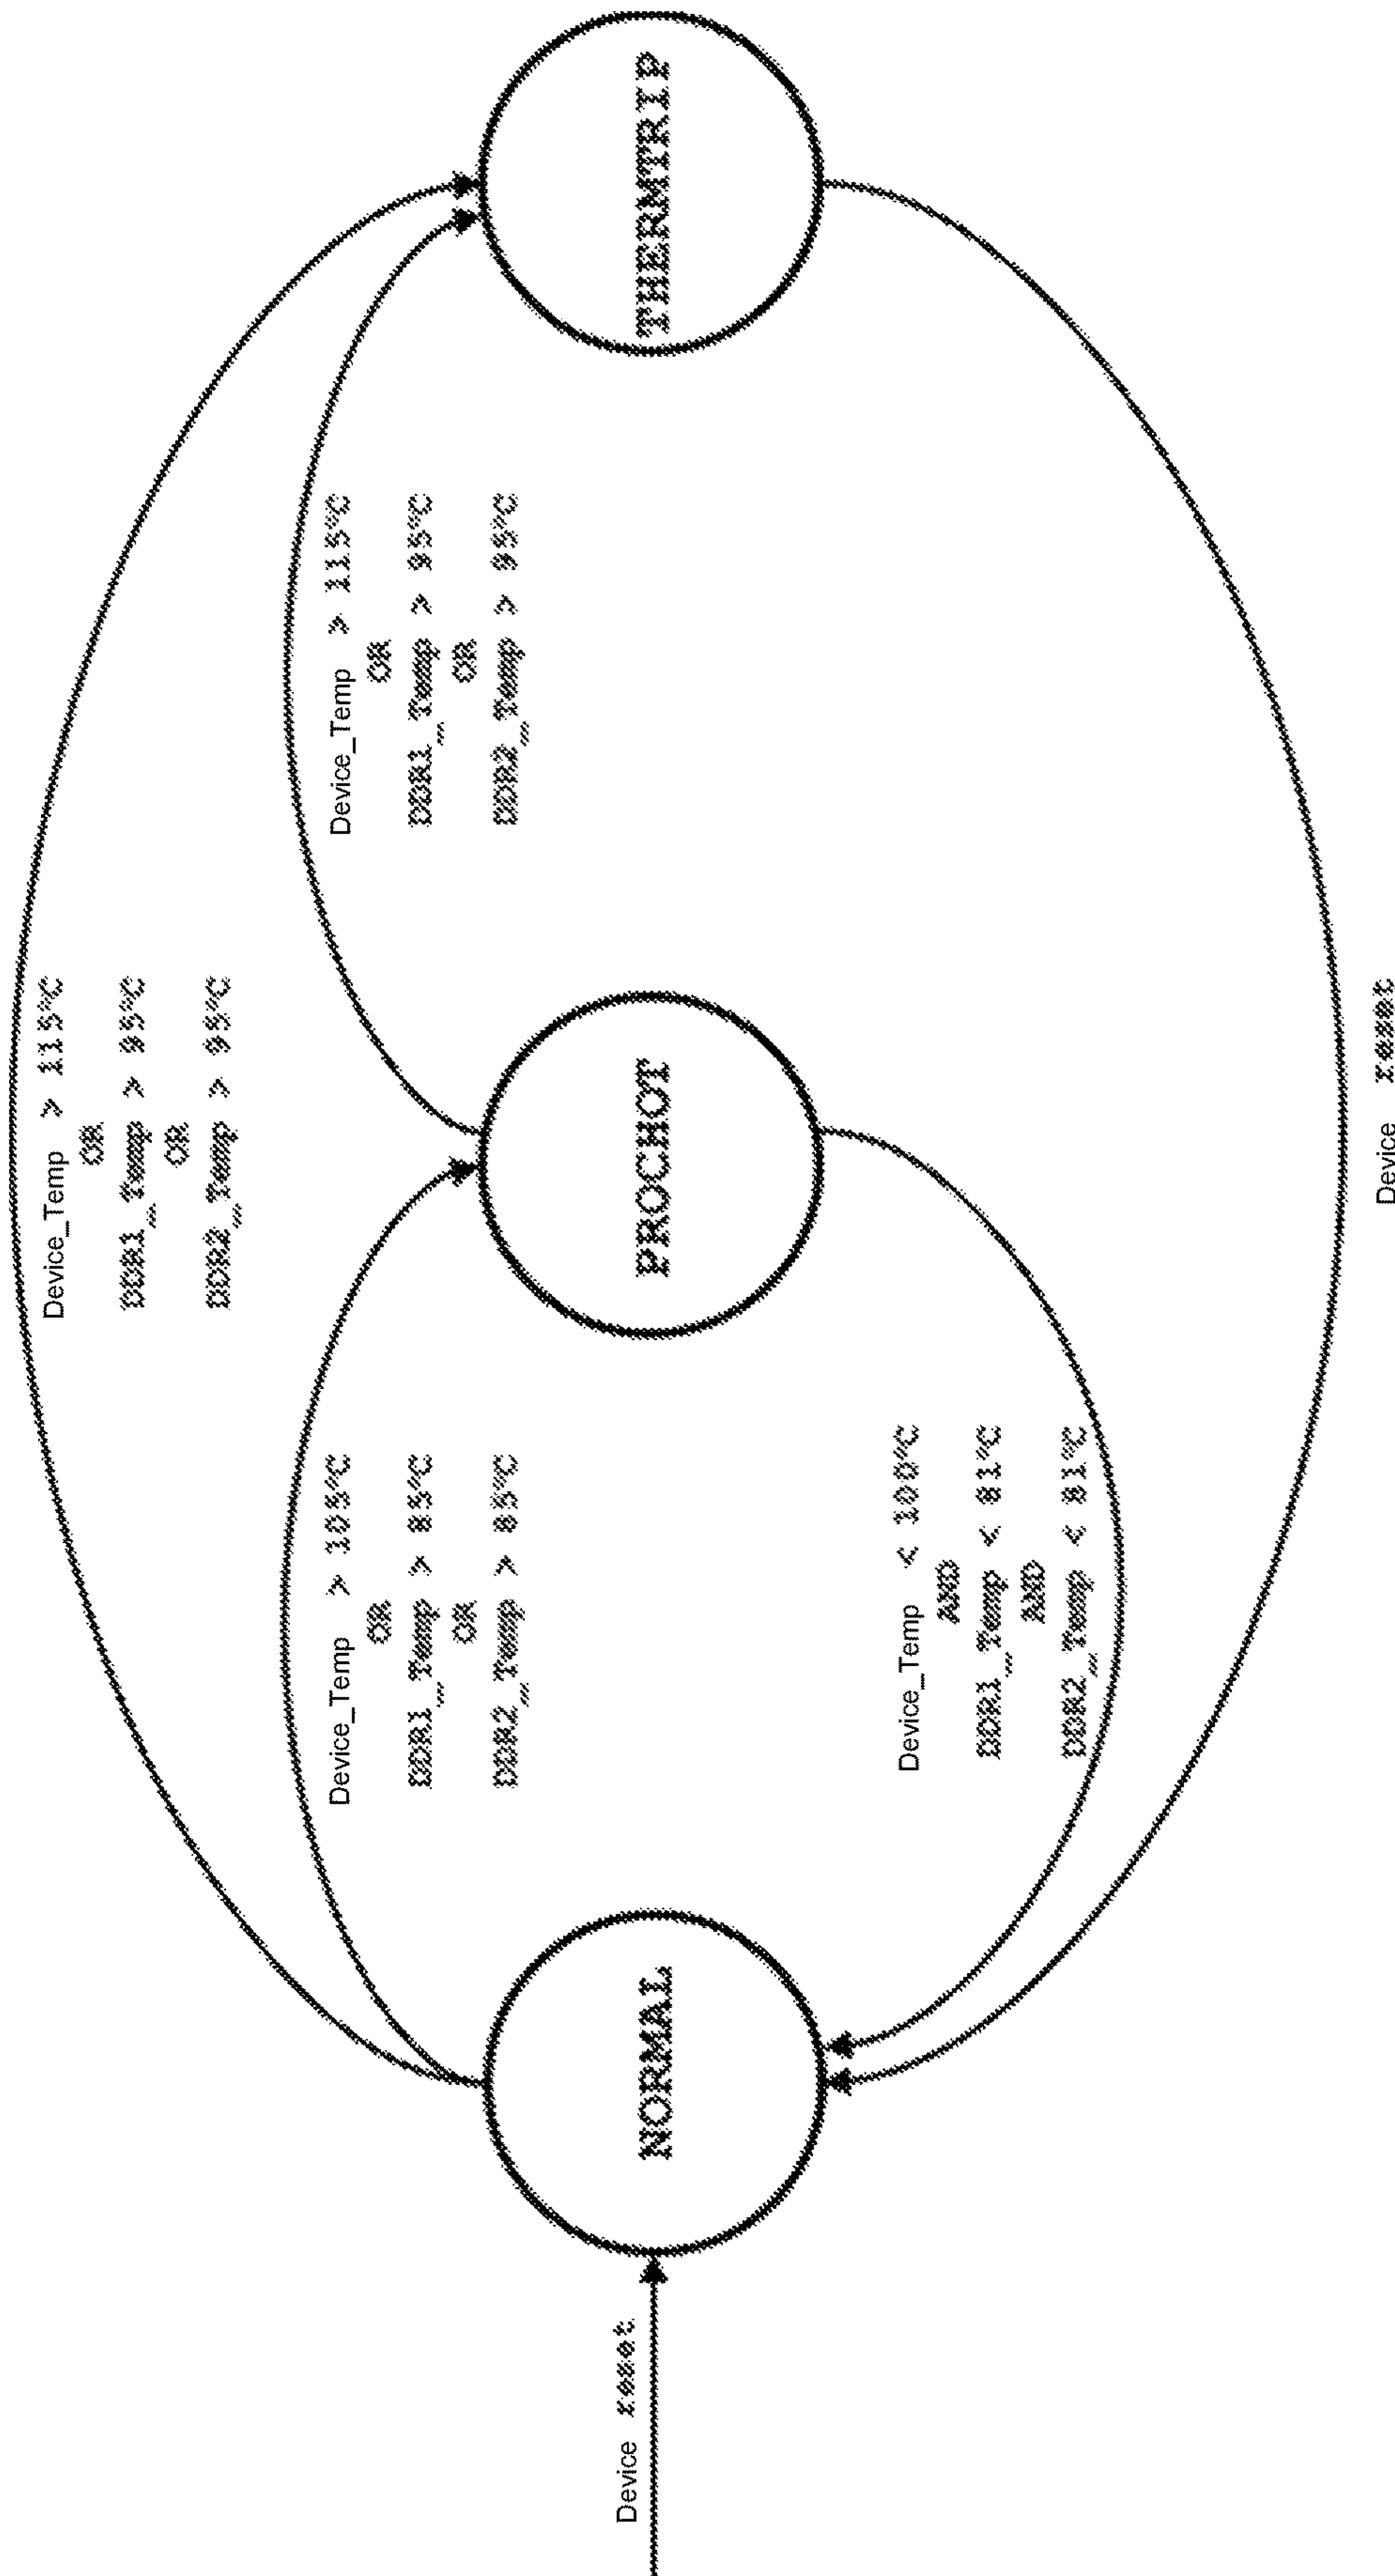 Device_Temp > 115°C
OR
DDR1_Temp > 95°C
OR
DDR2_Temp > 95°C
Device_Temp > 105°C
OR
DDR1_Temp > 85°C
OR
DDR2_Temp > 85°C
Device_Temp > 115°C
OR
DDR1_Temp > 95°C
OR
DDR2_Temp > 95°C
Device reset
NORMAL
PROCHOT
THERMTRIP
Device_Temp < 100°C
AND
DDR1_Temp < 81°C
AND
DDR2_Temp < 81°C
Device reset